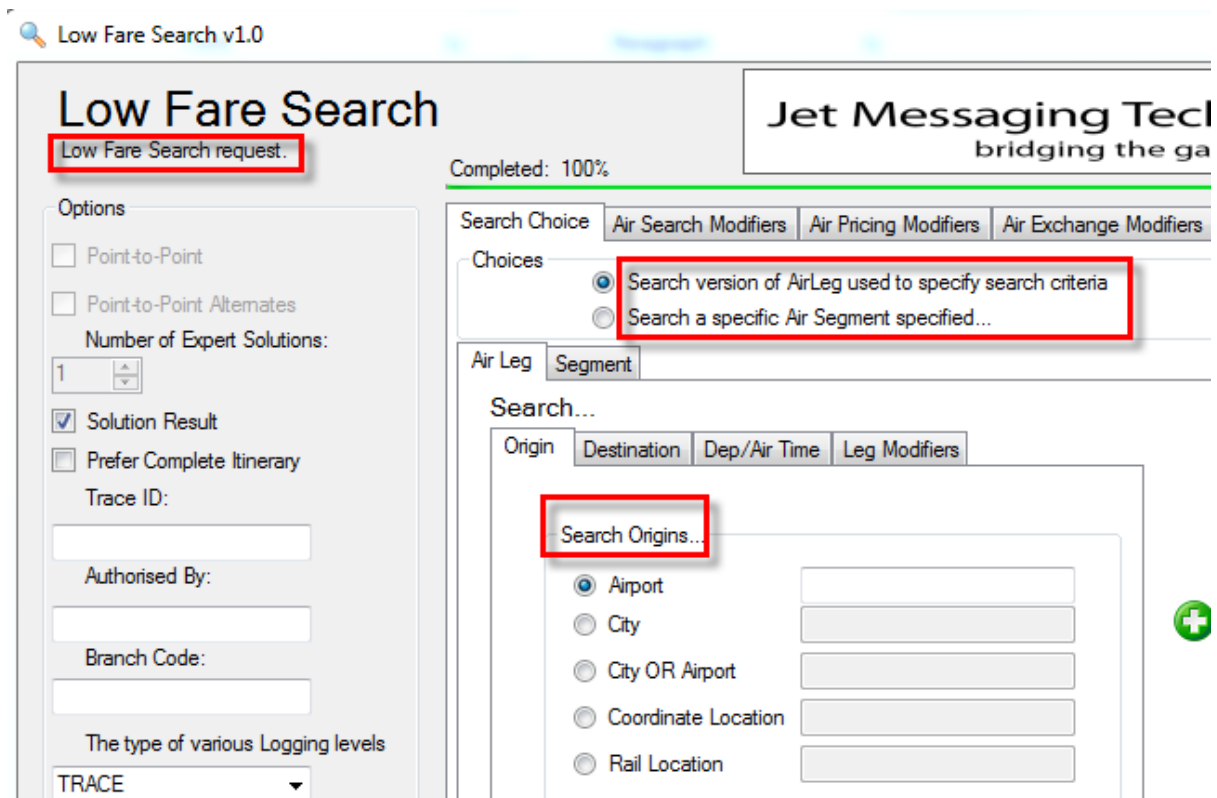 Low Fare Search v1.0
Low Fare Search
Low Fare Search request.
Jet Messaging Tec
bridging the ga
Completed: 100%
Options
Point-to-Point
Point-to-Point Alternates
Number of Expert Solutions:
1
Solution Result
Prefer Complete Itinerary
Trace ID:
Authorised By:
Branch Code:
The type of various Logging levels
TRACE
Search Choice
Air Search Modifiers
Air Pricing Modifiers
Air Exchange Modifiers
Choices
Search version of AirLeg used to specify search criteria
Search a specific Air Segment specified...
Air Leg
Segment
Search...
Origin
Destination
Dep/Air Time
Leg Modifiers
Search Origins...
Airport
City
City OR Airport
Coordinate Location
Rail Location